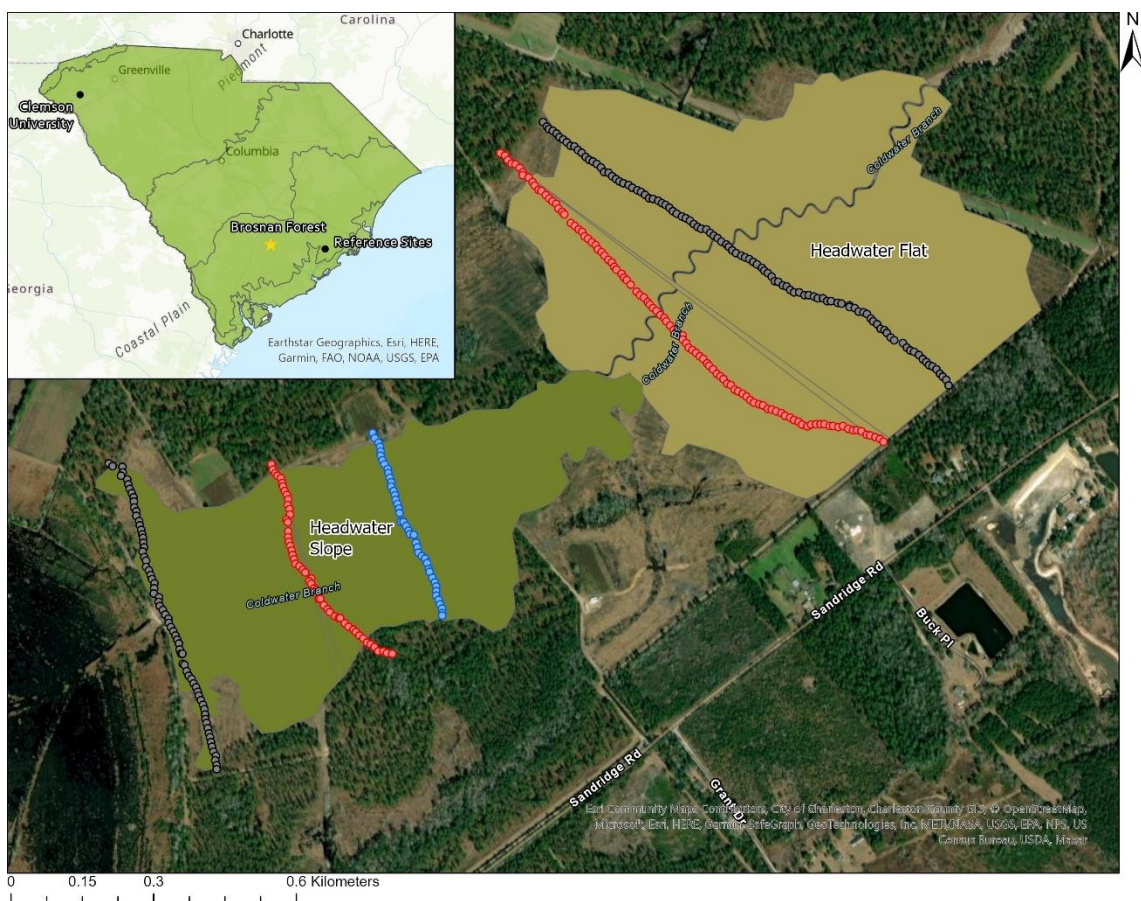 Carolina
Charlotte
Piedmont
Greenville
Clemson
University
Columbia
Brosnan Forest
Reference Sites
Georgia
Coastal Plain
Earthstar Geographics, Esri, HERE,
Garmin, FAO, NOAA, USGS, EPA
N
Coldwater Branch
Headwater Flat
Coldwater Branch
Headwater
Slope
Coldwater Branch
Sandridge Rd
Buck Pl
Sandridge Rd
Grant Dr
Esri Community Maps Contributors, City of Charleston, Charleston County GIS, © OpenStreetMap,
Microsoft, Esri, HERE, Garmin, SafeGraph, GeoTechnologies, Inc, METI/NASA, USGS, EPA, NPS, US
Census Bureau, USDA, Maxar
0 0.15 0.3 0.6 Kilometers